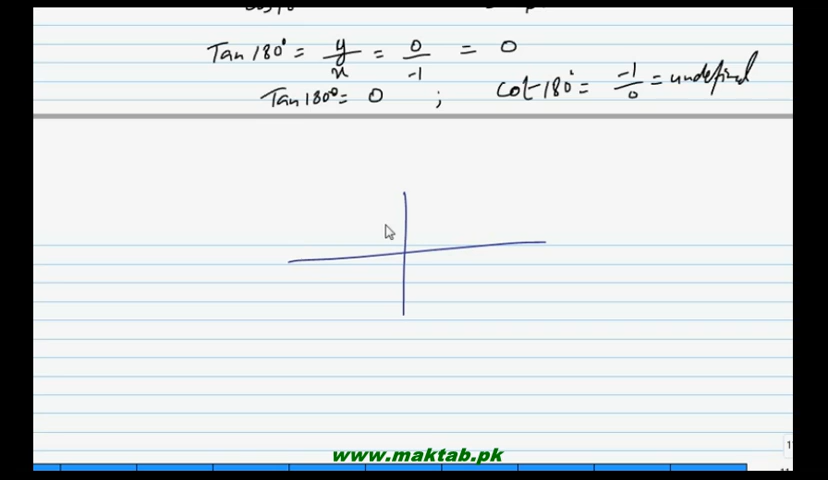 Tan 180° = y/x = 0/-1 = 0
Tan 180° = 0 ; cot 180° = -1/0 = undefined
www.maktab.pk